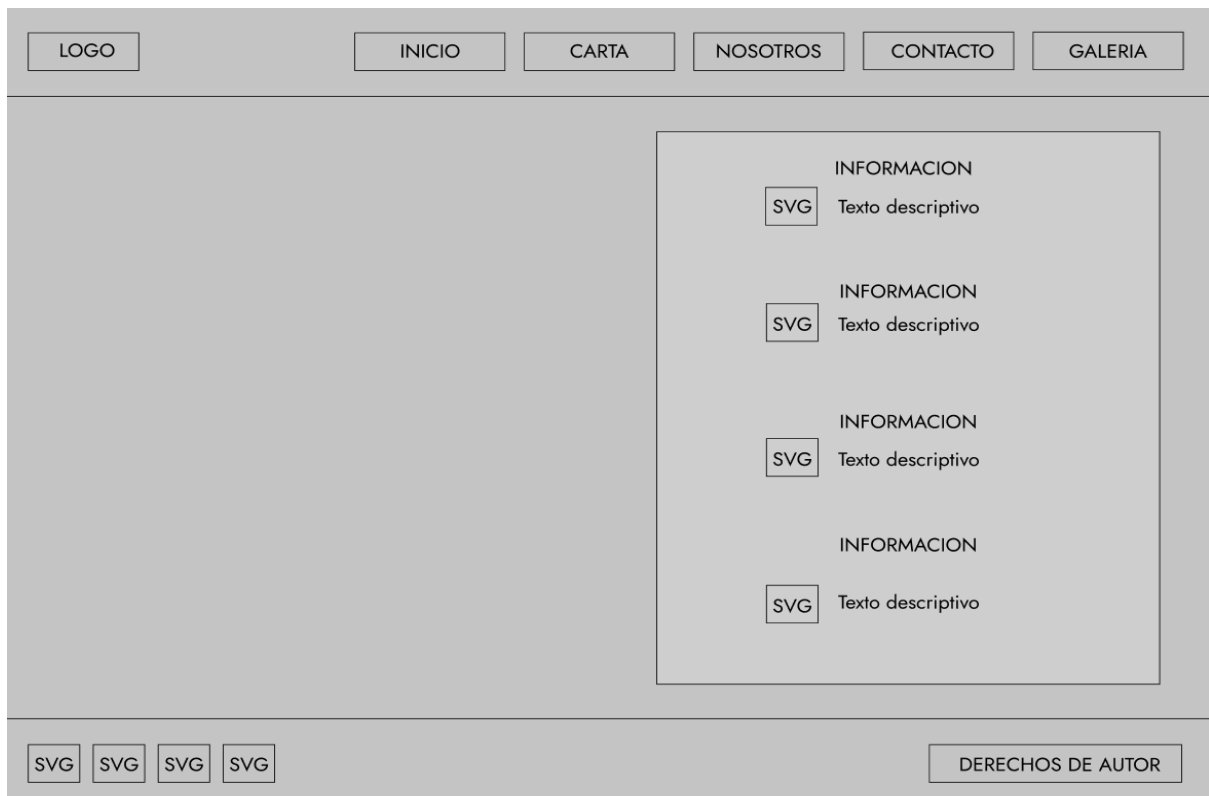 LOGO
INICIO
CARTA
NOSOTROS
CONTACTO
GALERIA
INFORMACION
SVG Texto descriptivo
INFORMACION
SVG Texto descriptivo
INFORMACION
SVG Texto descriptivo
INFORMACION
SVG Texto descriptivo
SVG SVG SVG SVG
DERECHOS DE AUTOR